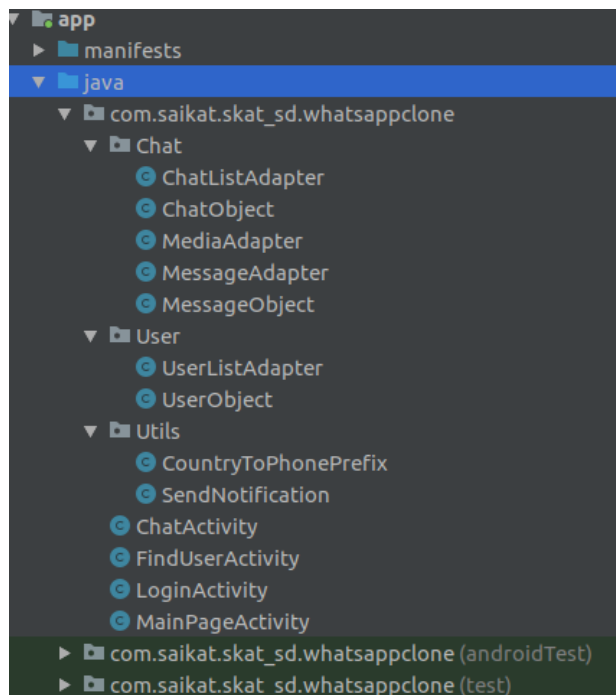 app
manifests
java
com.saikat.skat_sd.whatsappclone
Chat
ChatListAdapter
ChatObject
MediaAdapter
MessageAdapter
MessageObject
User
UserListAdapter
UserObject
Utils
CountryToPhonePrefix
SendNotification
ChatActivity
FindUserActivity
LoginActivity
MainPageActivity
com.saikat.skat_sd.whatsappclone (androidTest)
com.saikat.skat_sd.whatsappclone (test)